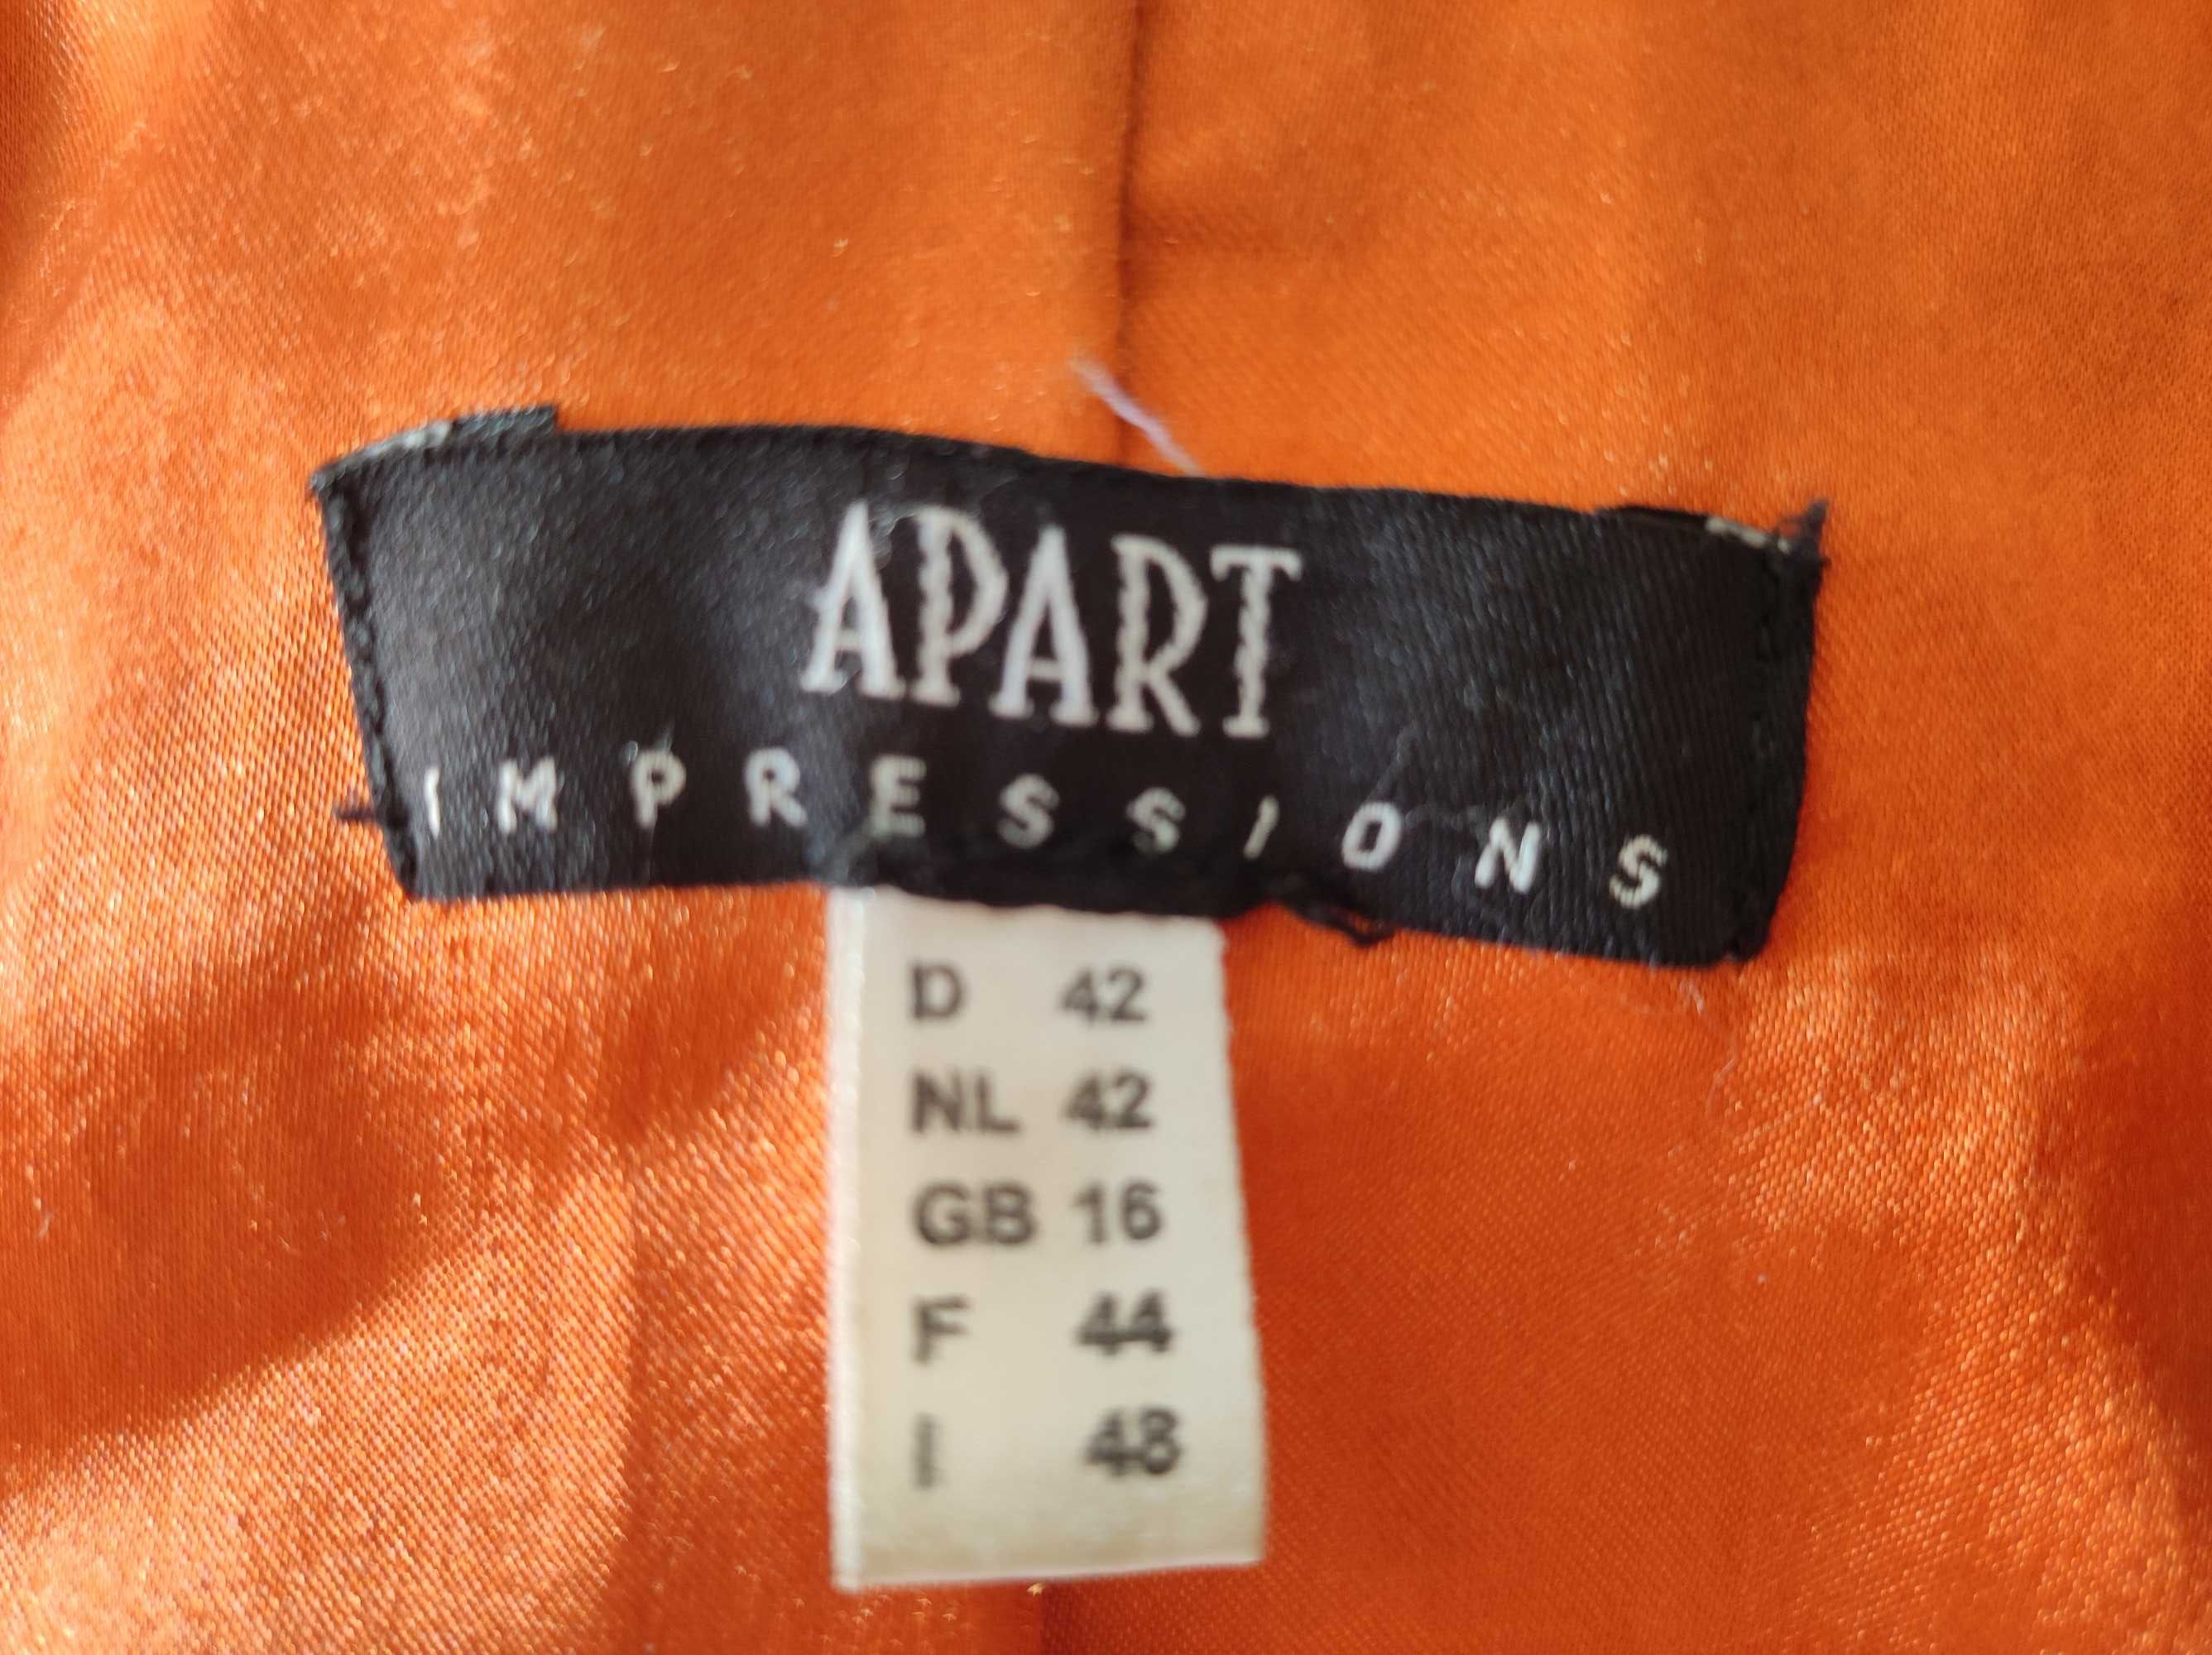 APART
IMPRESSIONS
D 42
NL 42
GB 16
F 44
I 48